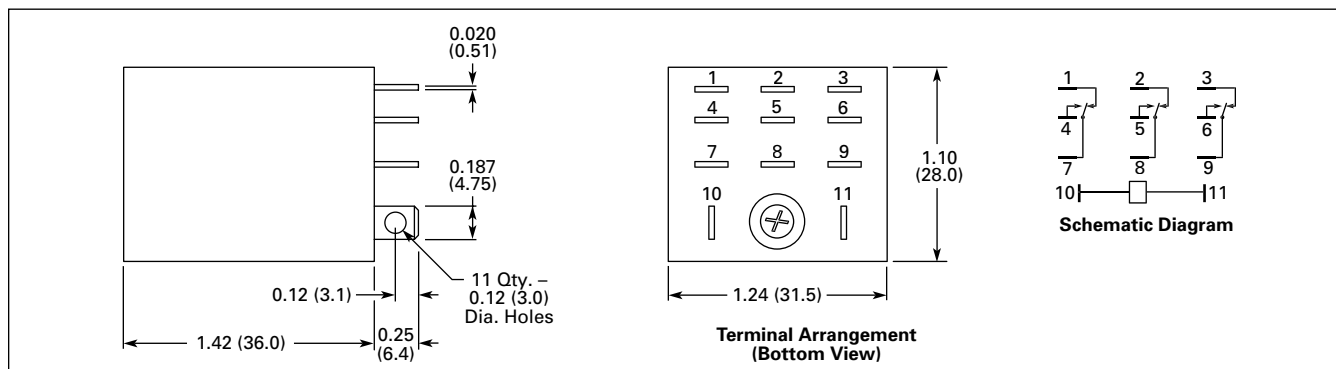 0.020
(0.51)
0.187
(4.75)
0.12 (3.1)
11 Qty. –
0.12 (3.0)
Dia. Holes
1.42 (36.0)
0.25
(6.4)
1 2 3
4 5 6
7 8 9
10 11
1.10
(28.0)
1.24 (31.5)
Terminal Arrangement
(Bottom View)
1 2 3
4 5 6
7 8 9
10 11
Schematic Diagram